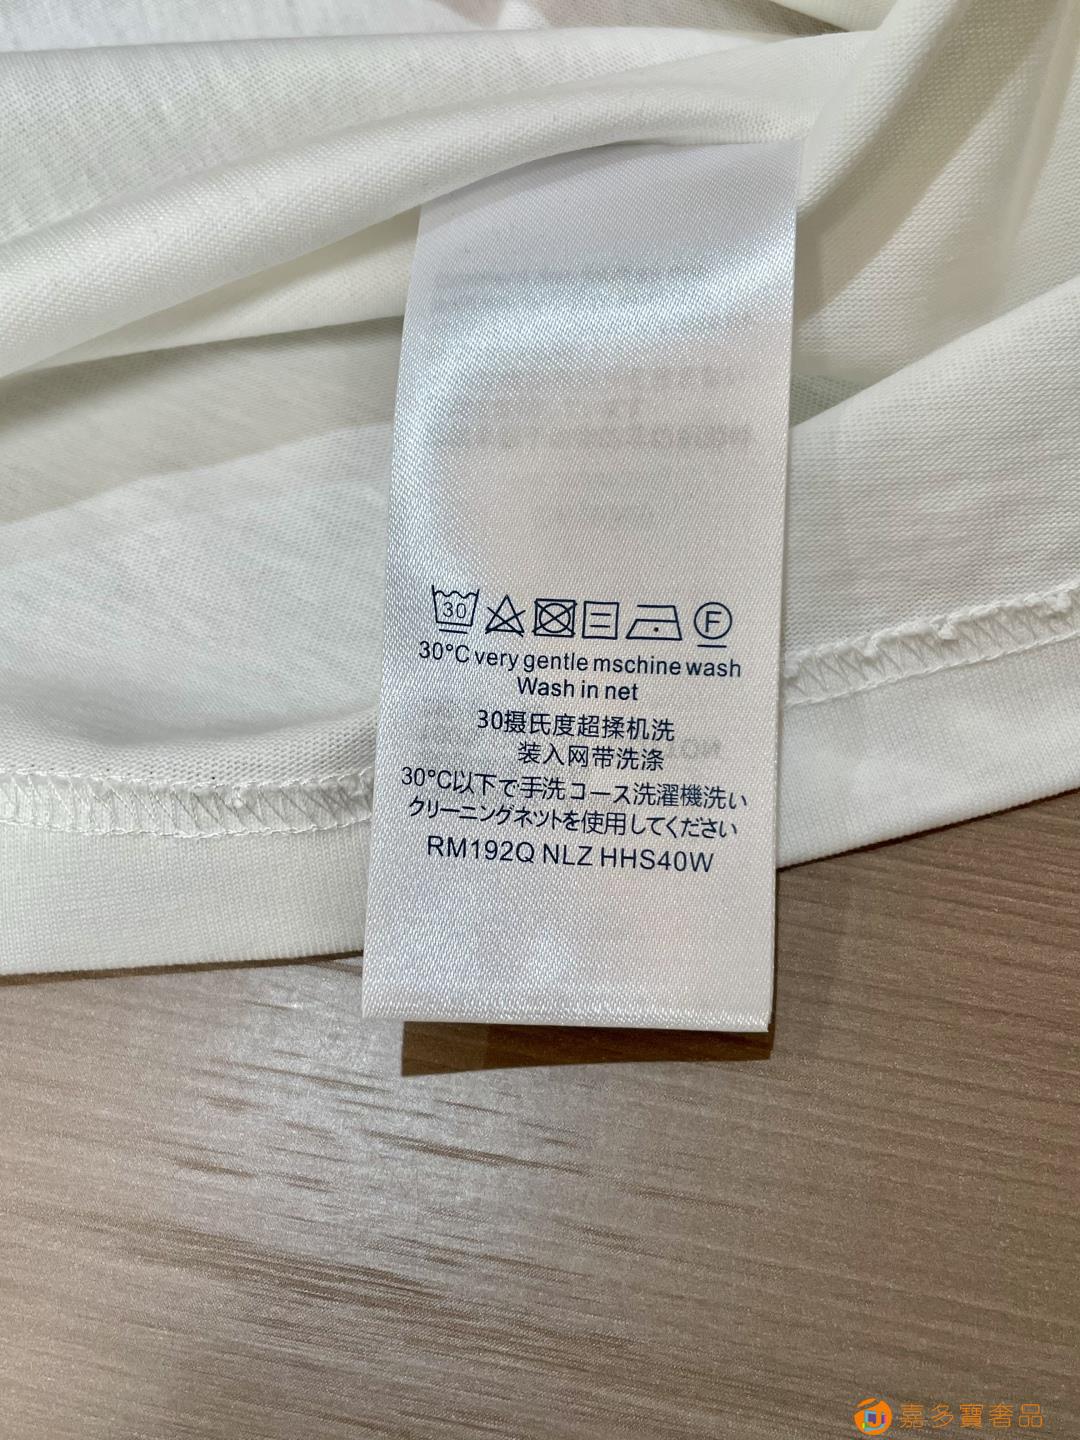 30
F
30°C very gentle mschine wash
Wash in net
30摄氏度超揉机洗
装入网带洗涤
30°C以下で手洗コース洗濯機洗い
クリーニングネットを使用してください
RM192Q NLZ HHS40W
嘉多寶奢品